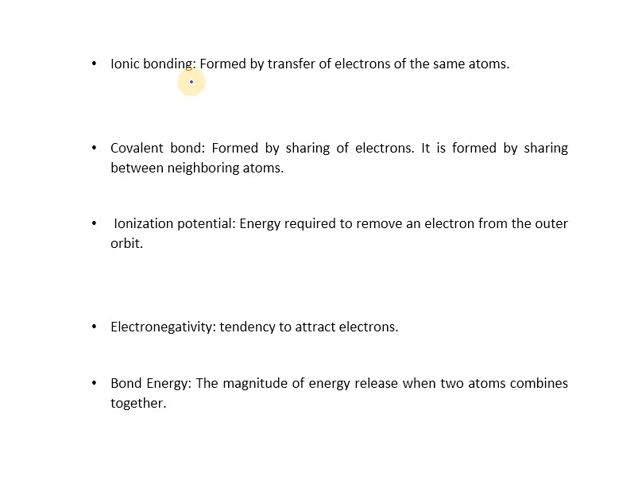 • Ionic bonding: Formed by transfer of electrons of the same atoms.
• Covalent bond: Formed by sharing of electrons. It is formed by sharing
between neighboring atoms.
• Ionization potential: Energy required to remove an electron from the outer
orbit.
• Electronegativity: tendency to attract electrons.
• Bond Energy: The magnitude of energy release when two atoms combines
together.